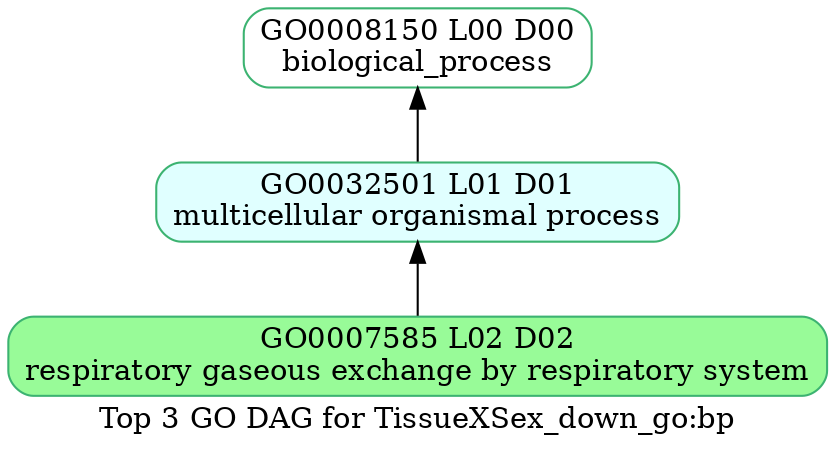 GO0008150 L00 D00
biological_process
GO0032501 L01 D01
multicellular organismal process
GO0007585 L02 D02
respiratory gaseous exchange by respiratory system
Top 3 GO DAG for TissueXSex_down_go:bp